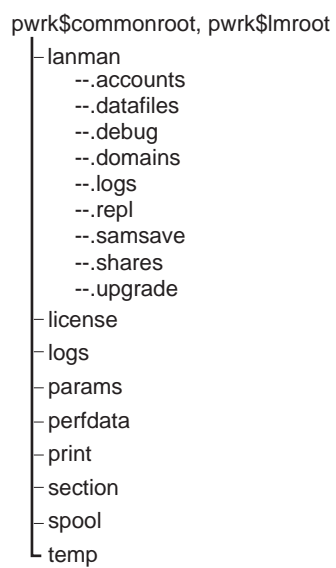 pwrk$commonroot, pwrk$lmroot
lanman
--.accounts
--.datafiles
--.debug
--.domains
--.logs
--.repl
--.samsave
--.shares
--.upgrade
license
logs
params
perfdata
print
section
spool
temp